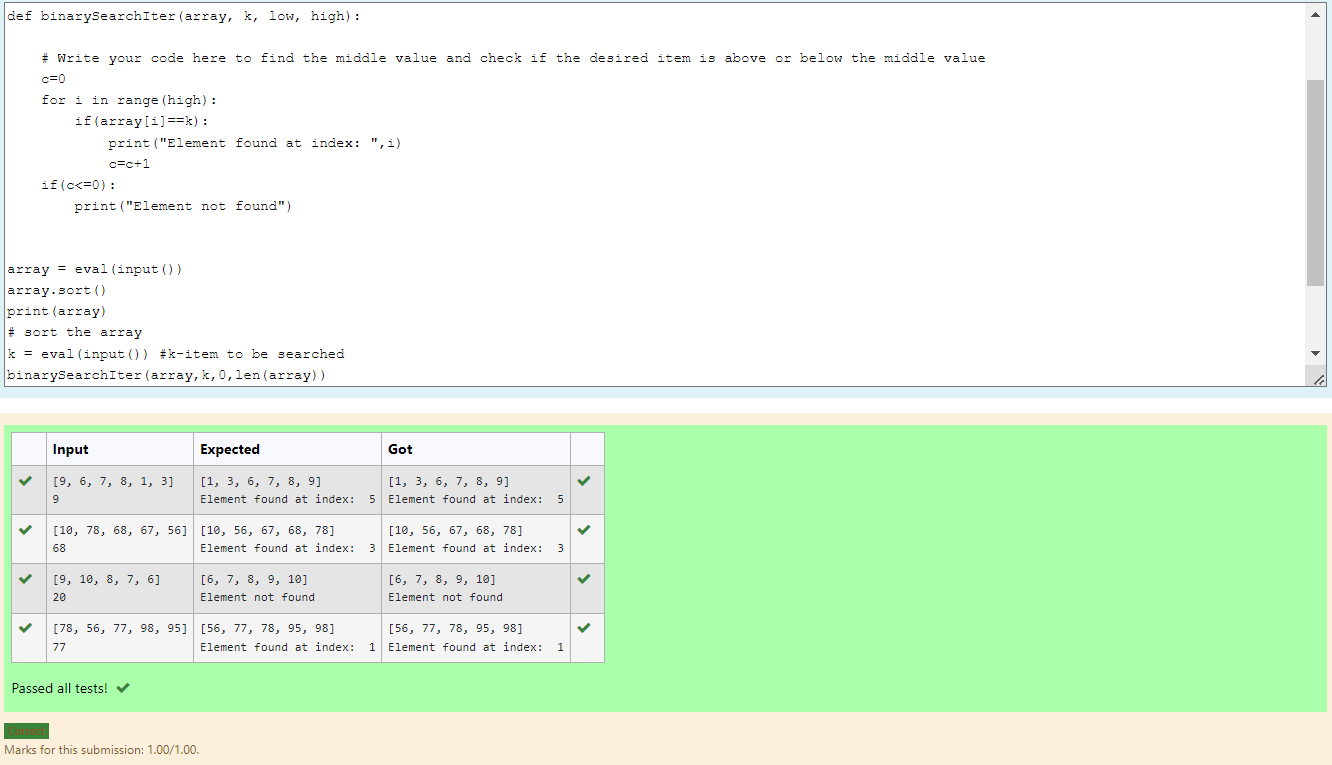 def binarySearchIter(array, k, low, high):
    # Write your code here to find the middle value and check if the desired item is above or below the middle value
    c=0
    for i in range(high):
        if(array[i]==k):
            print("Element found at index: ",i)
            c=c+1
    if(c<=0):
        print("Element not found")
array = eval(input())
array.sort()
print(array)
# sort the array
k = eval(input()) #k-item to be searched
binarySearchIter(array,k,0,len(array))
Input Expected Got
[9, 6, 7, 8, 1, 3] [1, 3, 6, 7, 8, 9] [1, 3, 6, 7, 8, 9]
9 Element found at index:  5 Element found at index:  5
[10, 78, 68, 67, 56] [10, 56, 67, 68, 78] [10, 56, 67, 68, 78]
68 Element found at index:  3 Element found at index:  3
[9, 10, 8, 7, 6] [6, 7, 8, 9, 10] [6, 7, 8, 9, 10]
20 Element not found Element not found
[78, 56, 77, 98, 95] [56, 77, 78, 95, 98] [56, 77, 78, 95, 98]
77 Element found at index:  1 Element found at index:  1
Passed all tests!
Correct
Marks for this submission: 1.00/1.00.